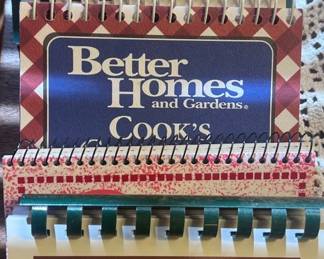 Better
Homes
and Gardens®
COOK'S